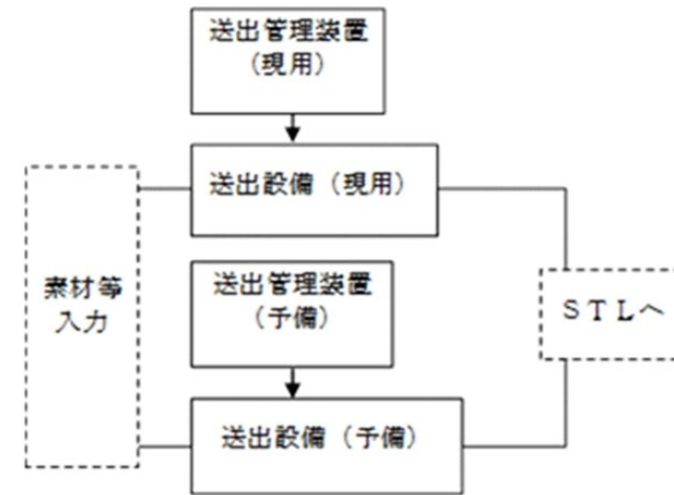 送出管理装置
（現用）
送出設備（現用）
素材等
入力
送出管理装置
（予備）
ＳＴＬへ
送出設備（予備）